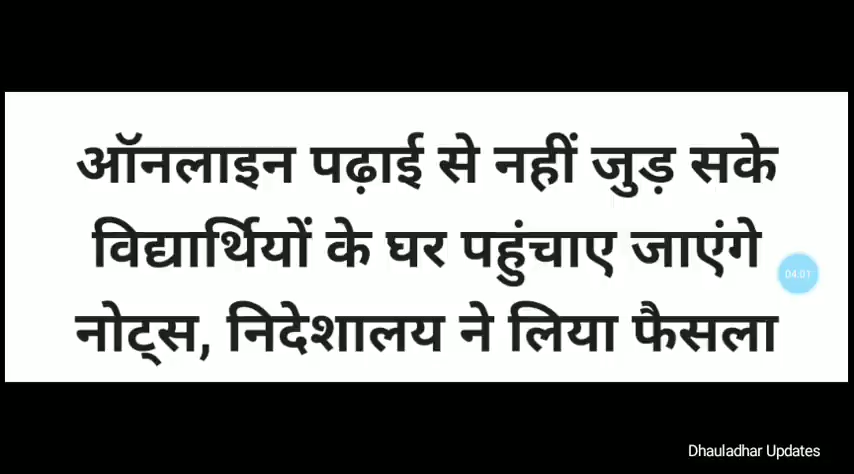 ऑनलाइन पढ़ाई से नहीं जुड़ सके
विद्यार्थियों के घर पहुंचाए जाएंगे
04:01
नोट्स, निदेशालय ने लिया फैसला
Dhauladhar Updates